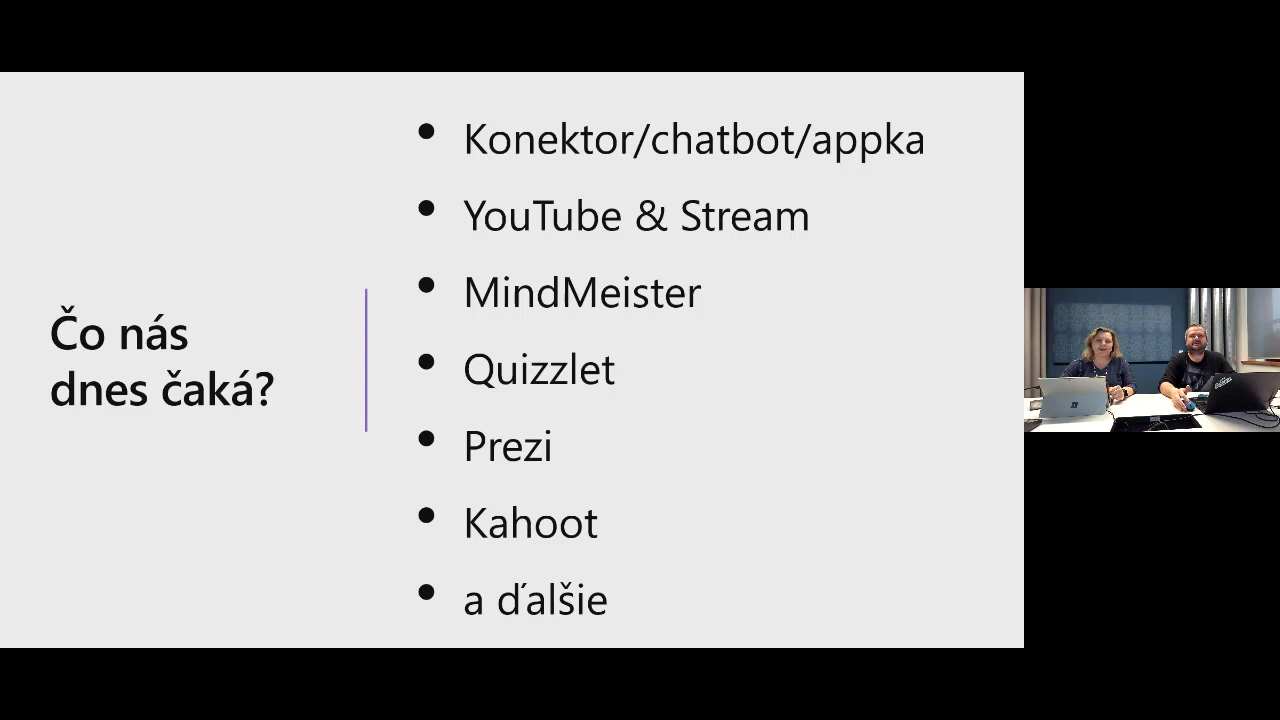 Čo nás
dnes čaká?
Konektor/chatbot/appka
YouTube & Stream
MindMeister
Quizzlet
Prezi
Kahoot
a ďalšie